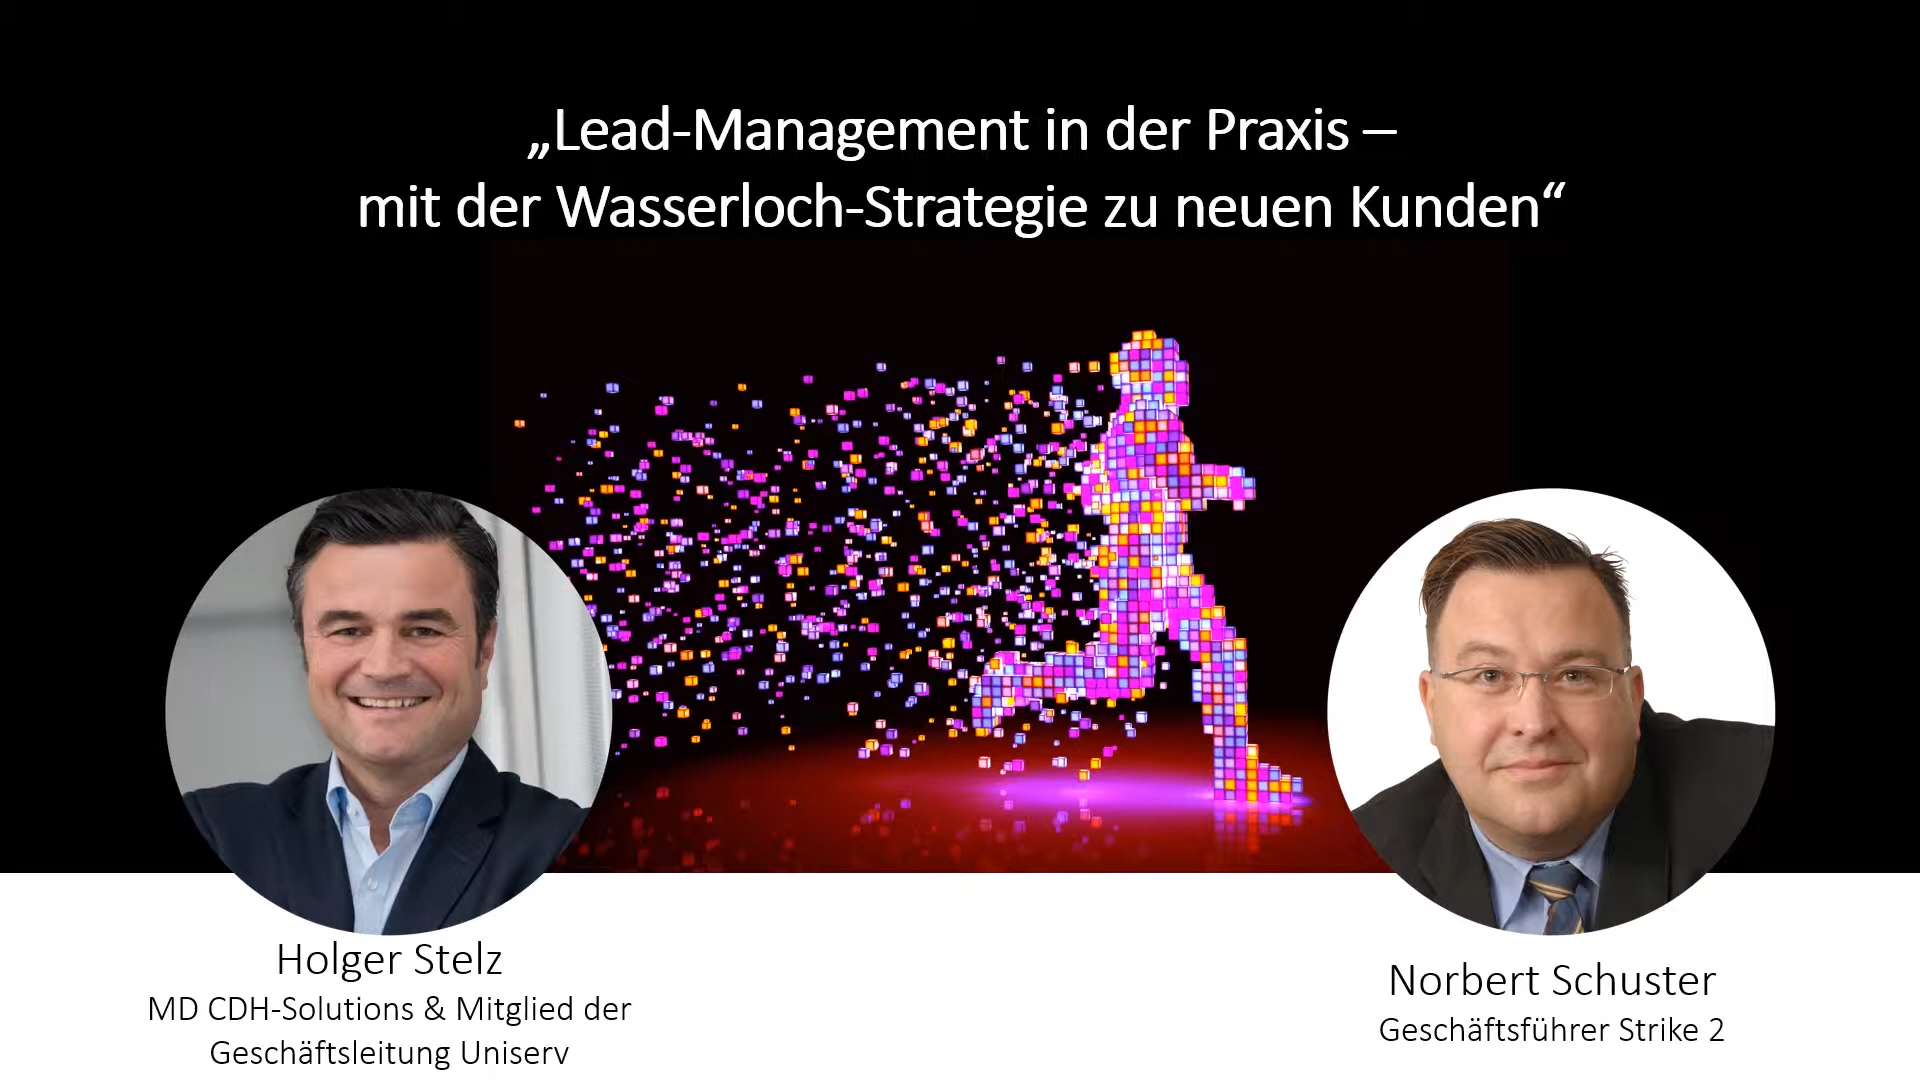 „Lead-Management in der Praxis –
mit der Wasserloch-Strategie zu neuen Kunden“
Holger Stelz
MD CDH-Solutions & Mitglied der
Geschäftsleitung Uniserv
Norbert Schuster
Geschäftsführer Strike 2